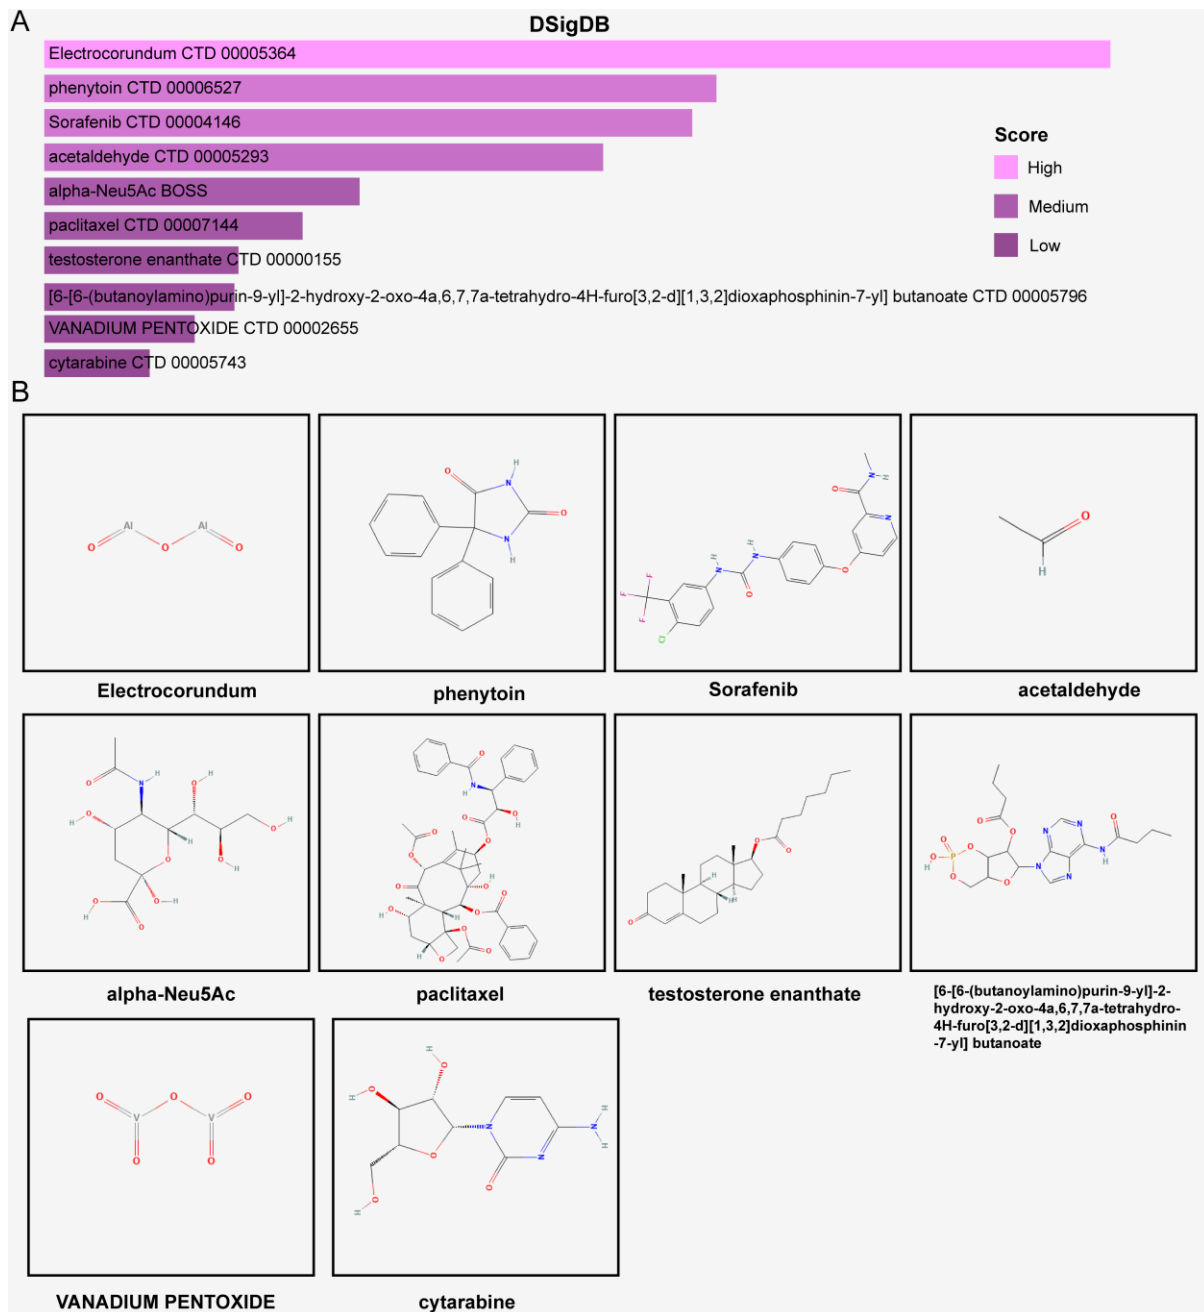 A
DSigDB
Electrocorundum CTD 00005364
phenytoin CTD 00006527
Sorafenib CTD 00004146
acetaldehyde CTD 00005293
alpha-Neu5Ac BOSS
paclitaxel CTD 00007144
testosterone enanthate CTD 00000155
[6-[6-(butanoylamino)purin-9-yl]-2-hydroxy-2-oxo-4a,6,7,7a-tetrahydro-4H-furo[3,2-d][1,3,2]dioxaphosphinin-7-yl] butanoate CTD 00005796
VANADIUM PENTOXIDE CTD 00002655
cytarabine CTD 00005743
Score
High
Medium
Low
B
Electrocorundum
phenytoin
Sorafenib
acetaldehyde
alpha-Neu5Ac
paclitaxel
testosterone enanthate
[6-[6-(butanoylamino)purin-9-yl]-2-
hydroxy-2-oxo-4a,6,7,7a-tetrahydro-
4H-furo[3,2-d][1,3,2]dioxaphosphinin
-7-yl] butanoate
VANADIUM PENTOXIDE
cytarabine